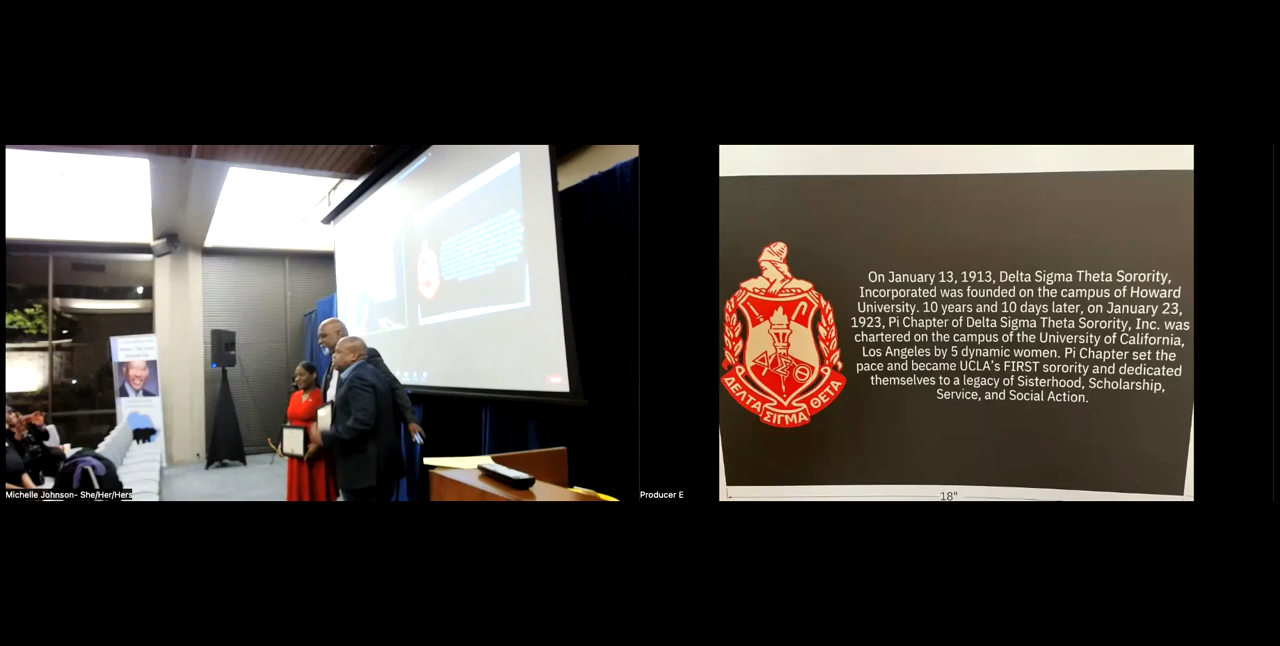 Michelle Johnson- She/Her/Hers
Producer E
On January 13, 1913, Delta Sigma Theta Sorority,
Incorporated was founded on the campus of Howard
University. 10 years and 10 days later, on January 23,
1923, Pi Chapter of Delta Sigma Theta Sorority, Inc. was
chartered on the campus of the University of California,
Los Angeles by 5 dynamic women. Pi Chapter set the
pace and became UCLA's FIRST sorority and dedicated
themselves to a legacy of Sisterhood, Scholarship,
Service, and Social Action.
ΔΣΘ
ΔΕΛΤΑ ΣΙΓΜΑ ΘΕΤΑ
18"